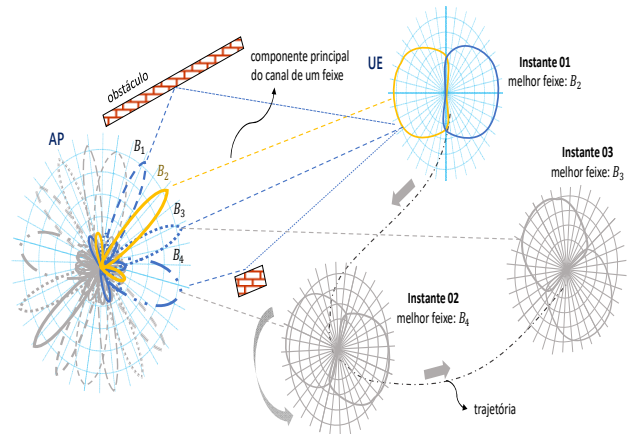 obstáculo
componente principal
do canal de um feixe
UE
Instante 01
melhor feixe: B₂
AP
B₁
B₂
B₃
B₄
Instante 03
melhor feixe: B₃
Instante 02
melhor feixe: B₄
trajetória